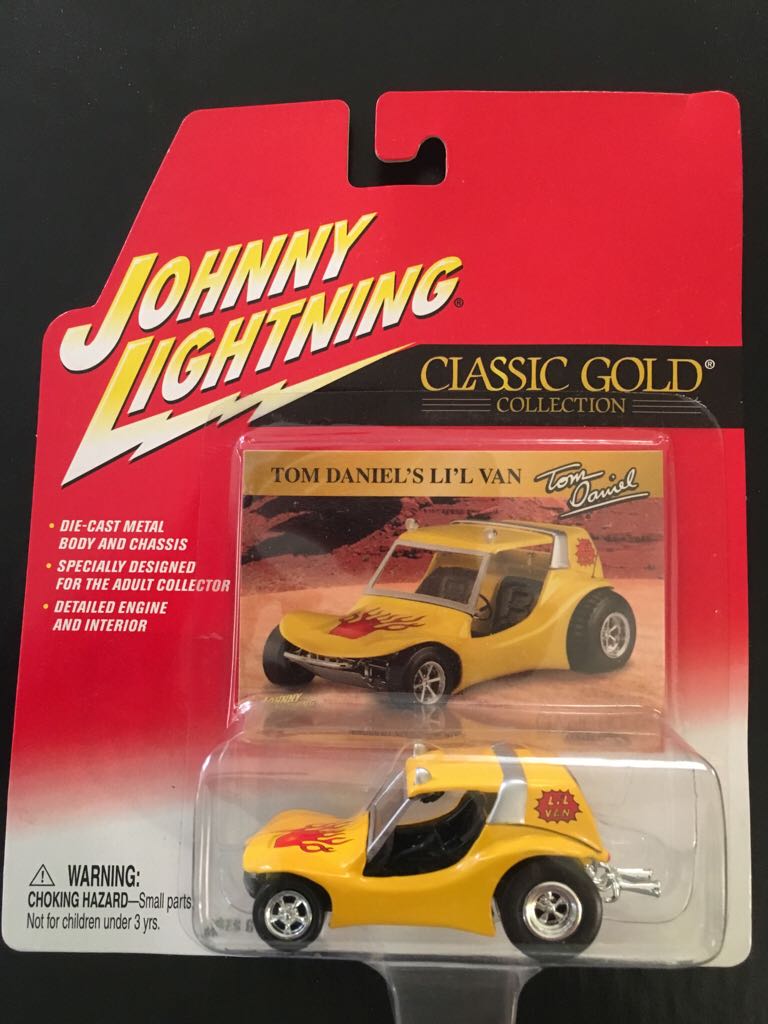 JOHNNY
LIGHTNING®
CLASSIC GOLD®
COLLECTION
TOM DANIEL'S LI'L VAN
Tom
Daniel
• DIE-CAST METAL
BODY AND CHASSIS
• SPECIALLY DESIGNED
FOR THE ADULT COLLECTOR
• DETAILED ENGINE
AND INTERIOR
JOHNNY
LI'L
VAN
⚠ WARNING:
CHOKING HAZARD—Small parts
Not for children under 3 yrs.